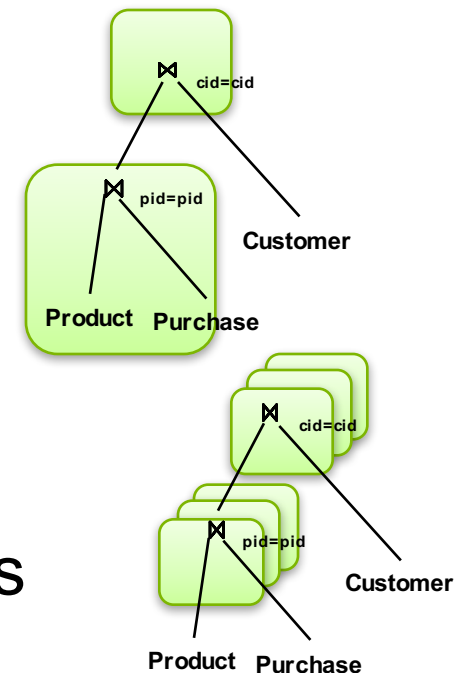 ⋈ cid=cid
⋈ pid=pid
Customer
Product Purchase
⋈ cid=cid
⋈ pid=pid
s
Customer
Product Purchase